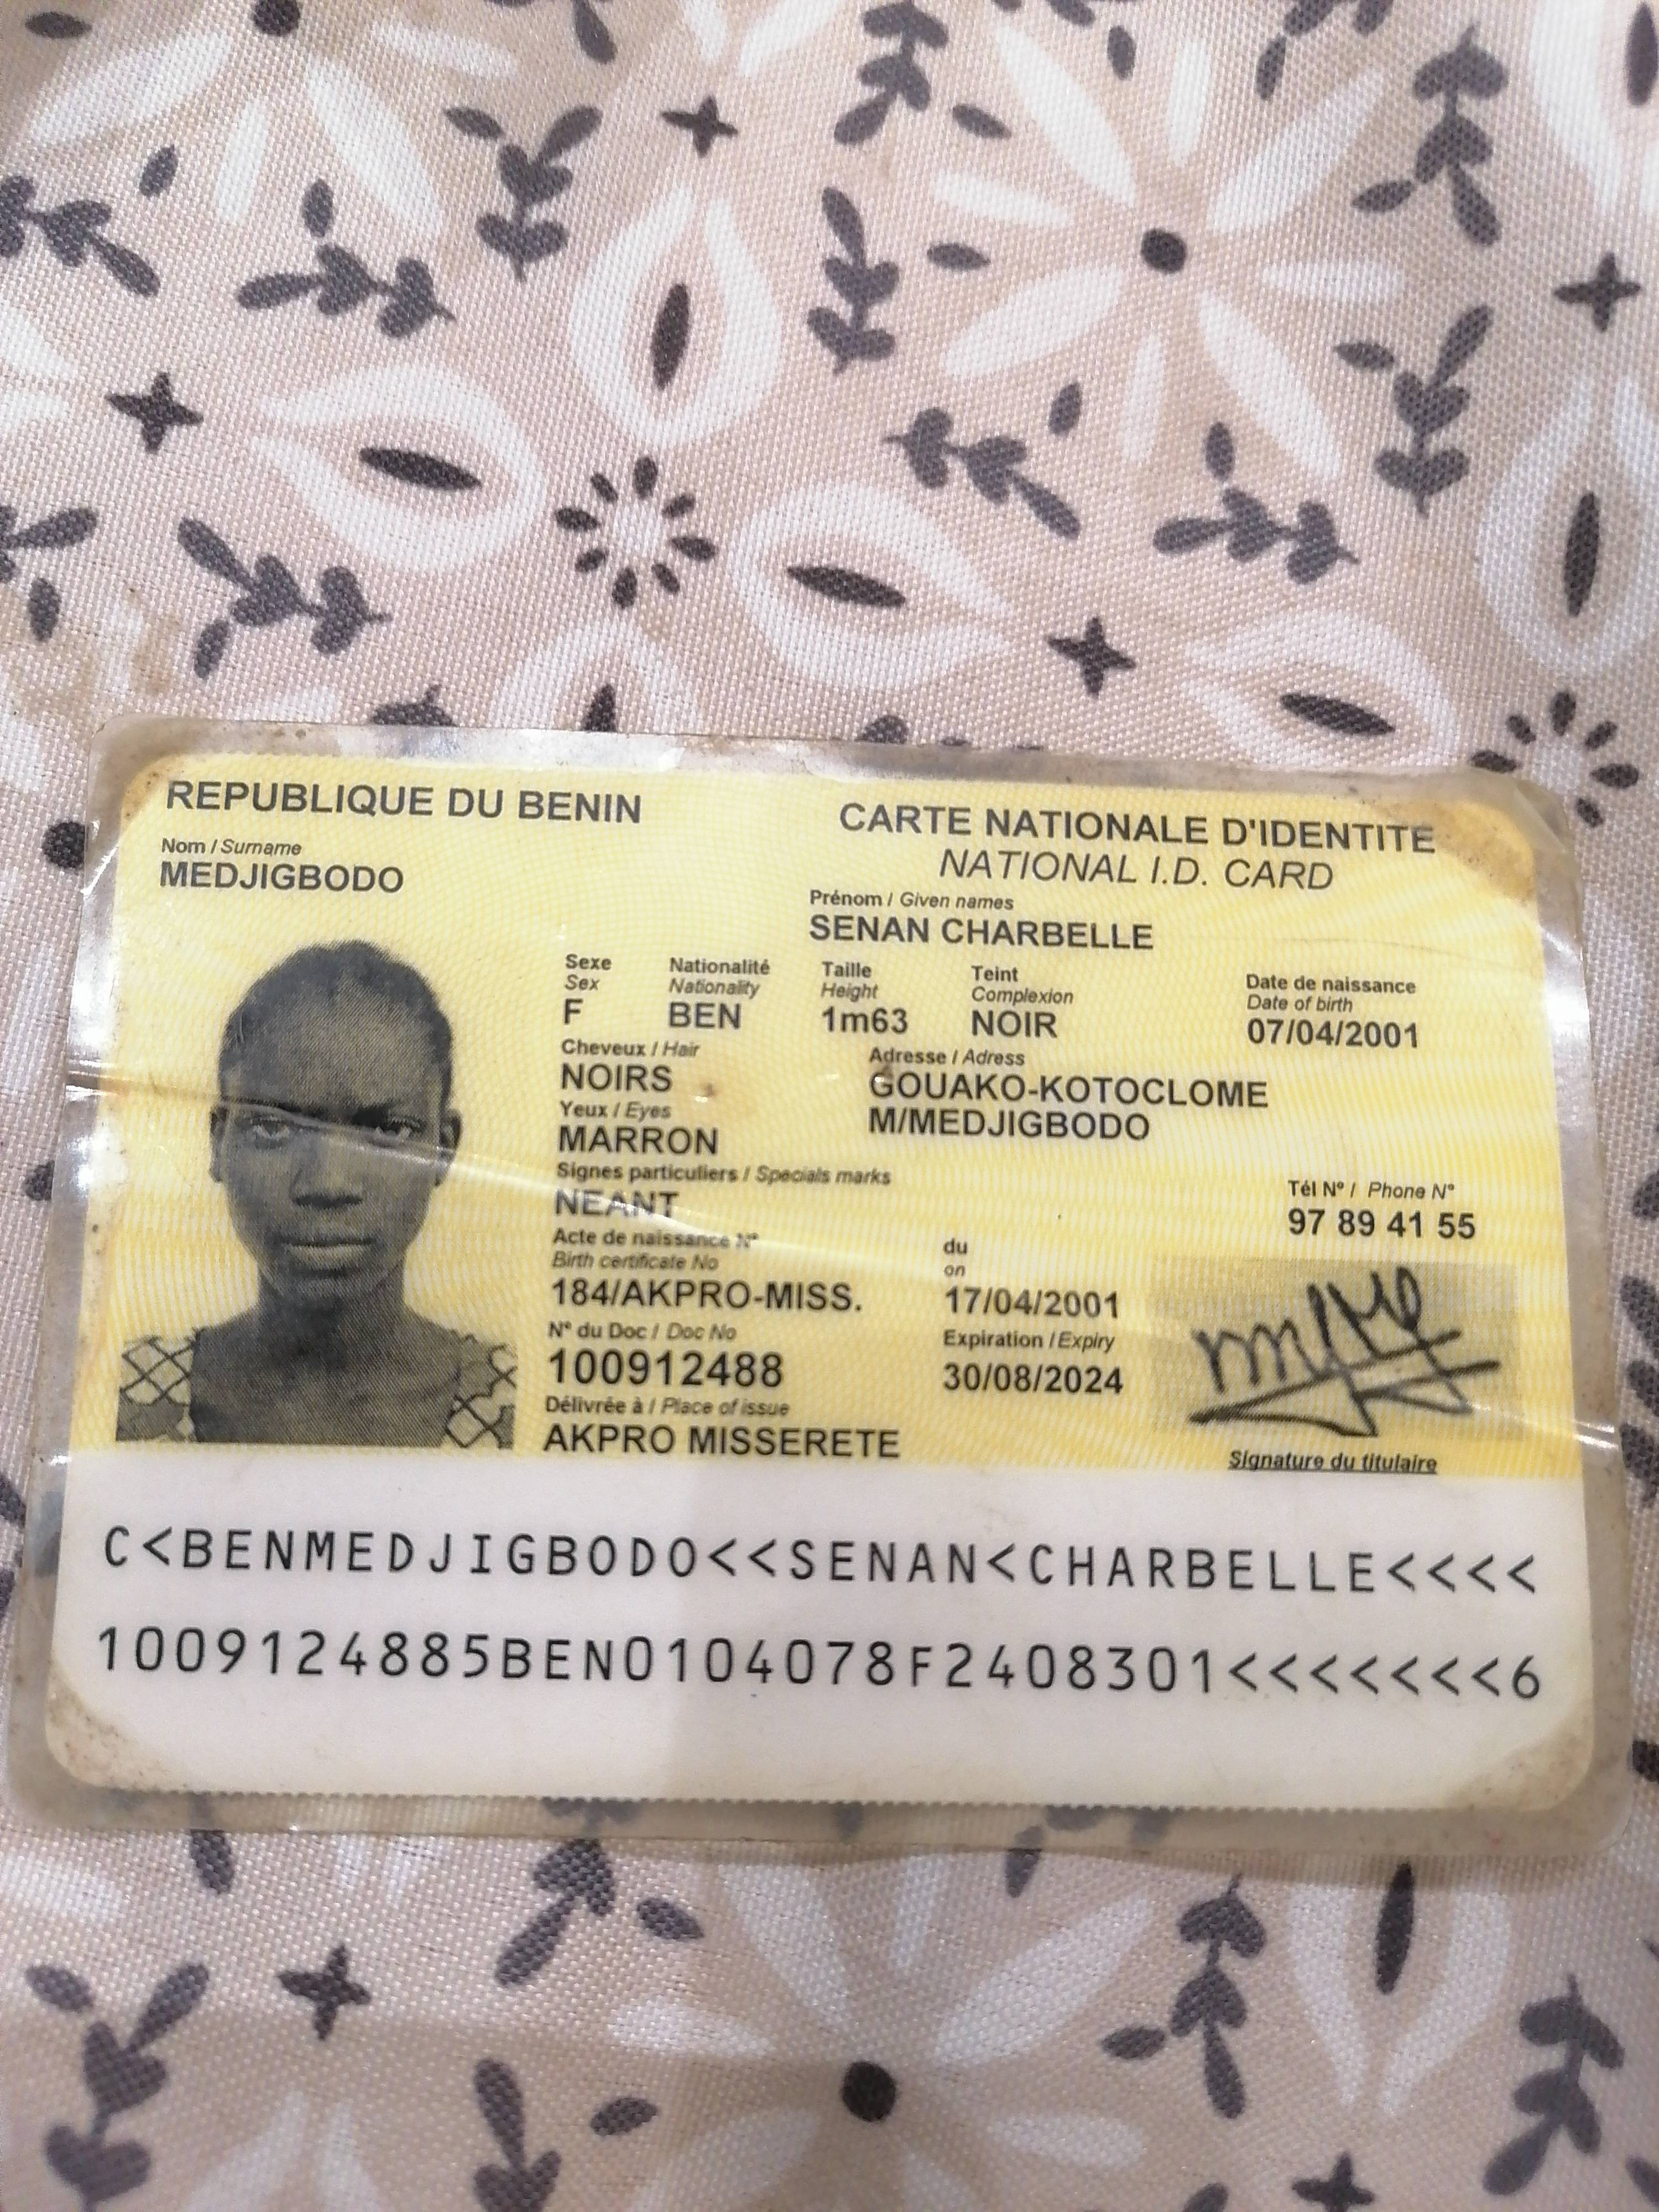 REPUBLIQUE DU BENIN
CARTE NATIONALE D'IDENTITE
NATIONAL I.D. CARD
Nom / Surname
MEDJIGBODO
Prénom / Given names
SENAN CHARBELLE
Sexe Nationalité Taille Teint Date de naissance
Sex Nationality Height Complexion Date of birth
F BEN 1m63 NOIR 07/04/2001
Cheveux / Hair Adresse / Adress
NOIRS GOUAKO-KOTOCLOME
Yeux / Eyes M/MEDJIGBODO
MARRON
Signes particuliers / Specials marks Tél N° / Phone N°
NEANT 97 89 41 55
Acte de naissance N° du
Birth certificate No on
184/AKPRO-MISS. 17/04/2001
N° du Doc / Doc No Expiration / Expiry
100912488 30/08/2024
Délivrée à / Place of issue
AKPRO MISSERETE
Signature du titulaire
C<BENMEDJIGBODO<<SENAN<CHARBELLE<<<<
1009124885BEN0104078F2408301<<<<<<<6